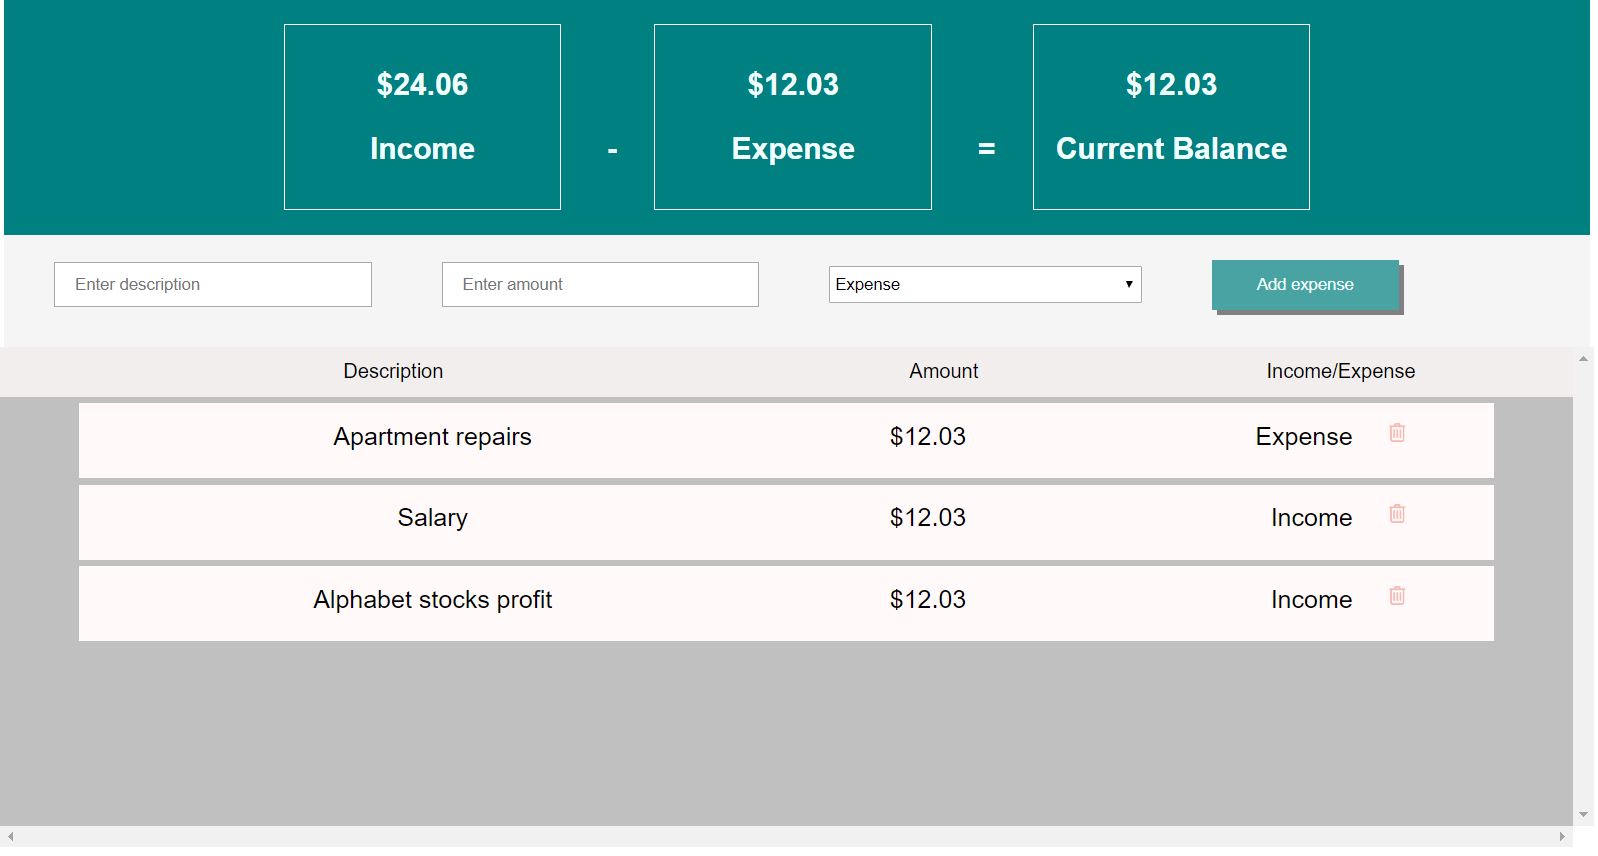 $24.06 $12.03 $12.03
Income - Expense = Current Balance
Enter description Enter amount Expense Add expense
Description Amount Income/Expense
Apartment repairs $12.03 Expense
Salary $12.03 Income
Alphabet stocks profit $12.03 Income